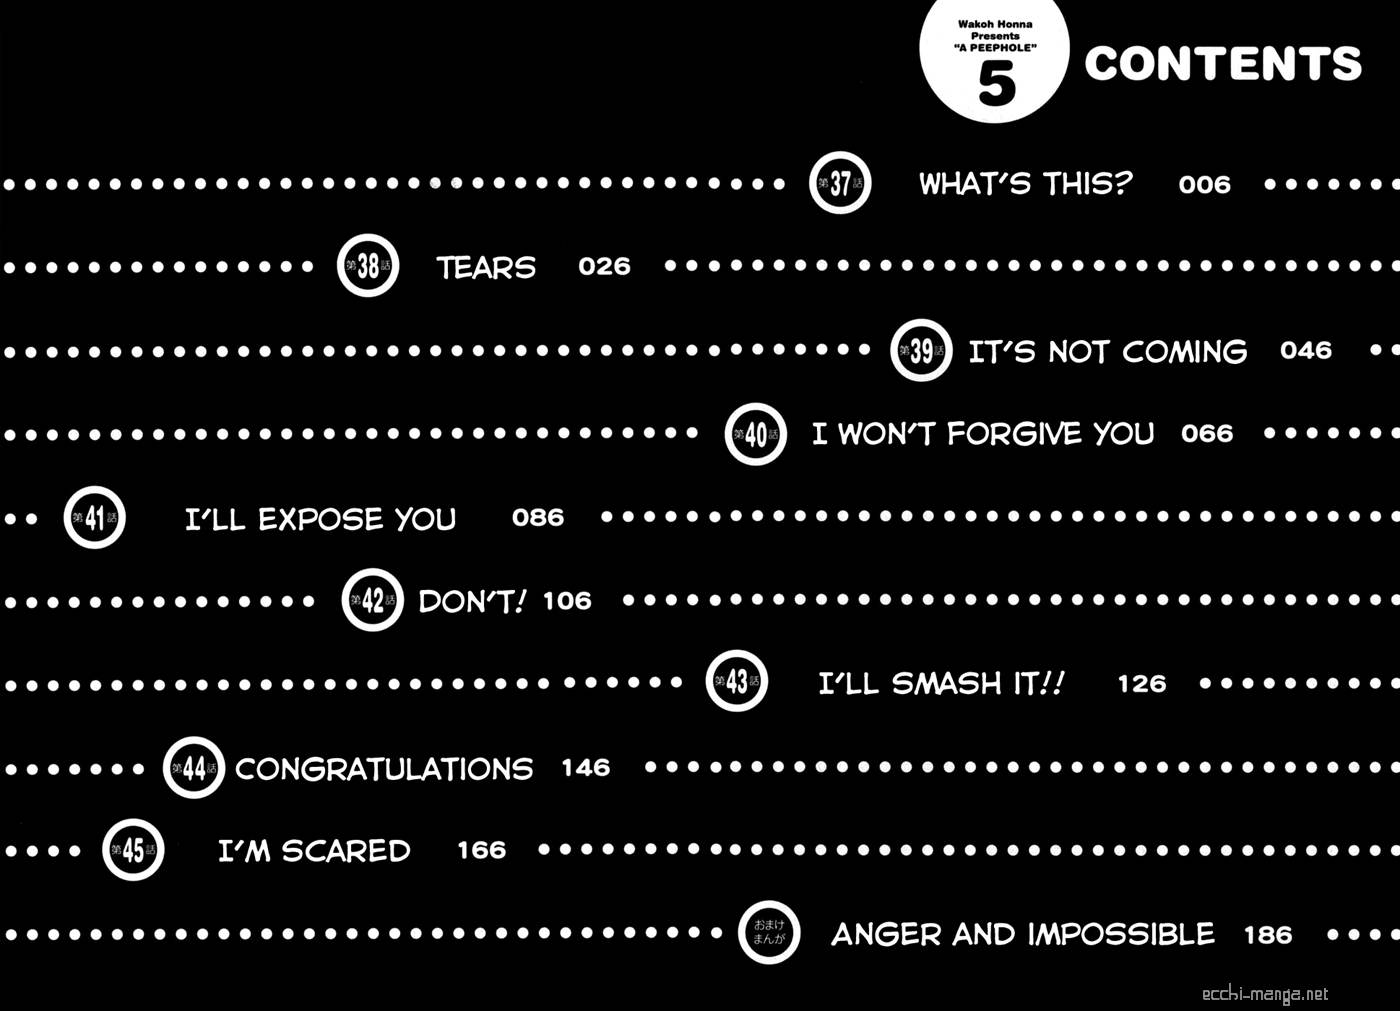 Wakoh Honna
Presents
"A PEEPHOLE"
5
CONTENTS
第37話 WHAT'S THIS? 006
第38話 TEARS 026
第39話 IT'S NOT COMING 046
第40話 I WON'T FORGIVE YOU 066
第41話 I'LL EXPOSE YOU 086
第42話 DON'T! 106
第43話 I'LL SMASH IT!! 126
第44話 CONGRATULATIONS 146
第45話 I'M SCARED 166
おまけ
まんが
ANGER AND IMPOSSIBLE 186
ecchi-manga.net